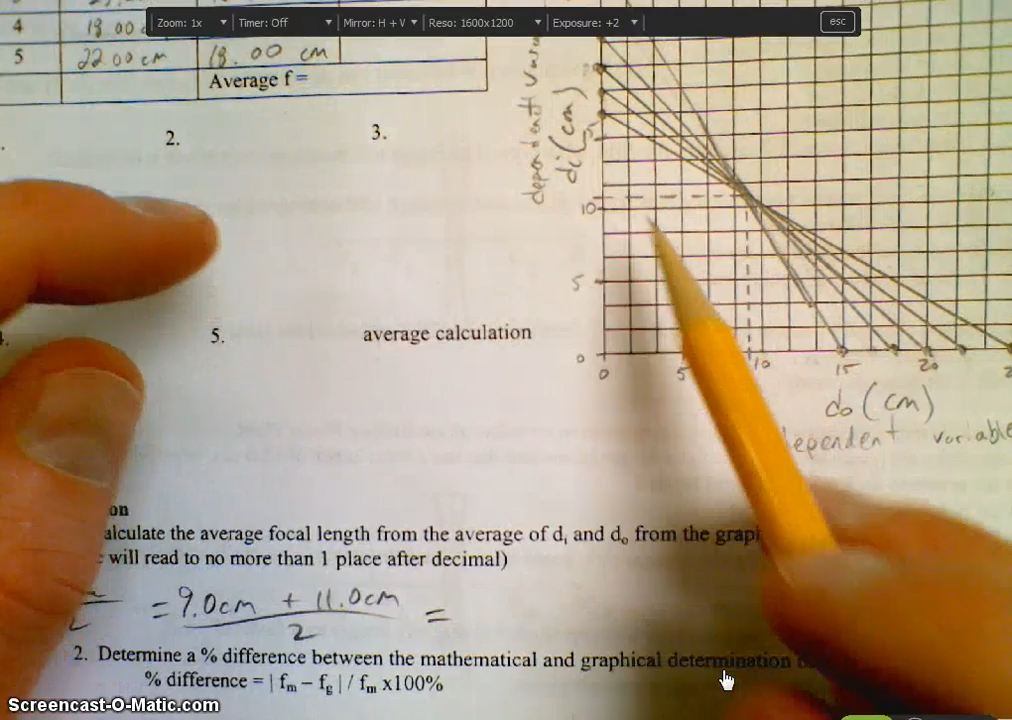 Zoom: 1x Timer: Off Mirror: H + V Reso: 1600x1200 Exposure: +2 esc
4 18 00 c
5 22 00 cm 18.00 cm
Average f =
2. 3.
dependent
di (cm)
15
10
5
0
0 5 10 15 20 2
do (cm)
dependent variable
5. average calculation
on
alculate the average focal length from the average of di and do from the grap
will read to no more than 1 place after decimal)
2 = 9.0cm + 11.0cm / 2 =
2. Determine a % difference between the mathematical and graphical determination
% difference = | fm – fg | / fm x100%
Screencast-O-Matic.com